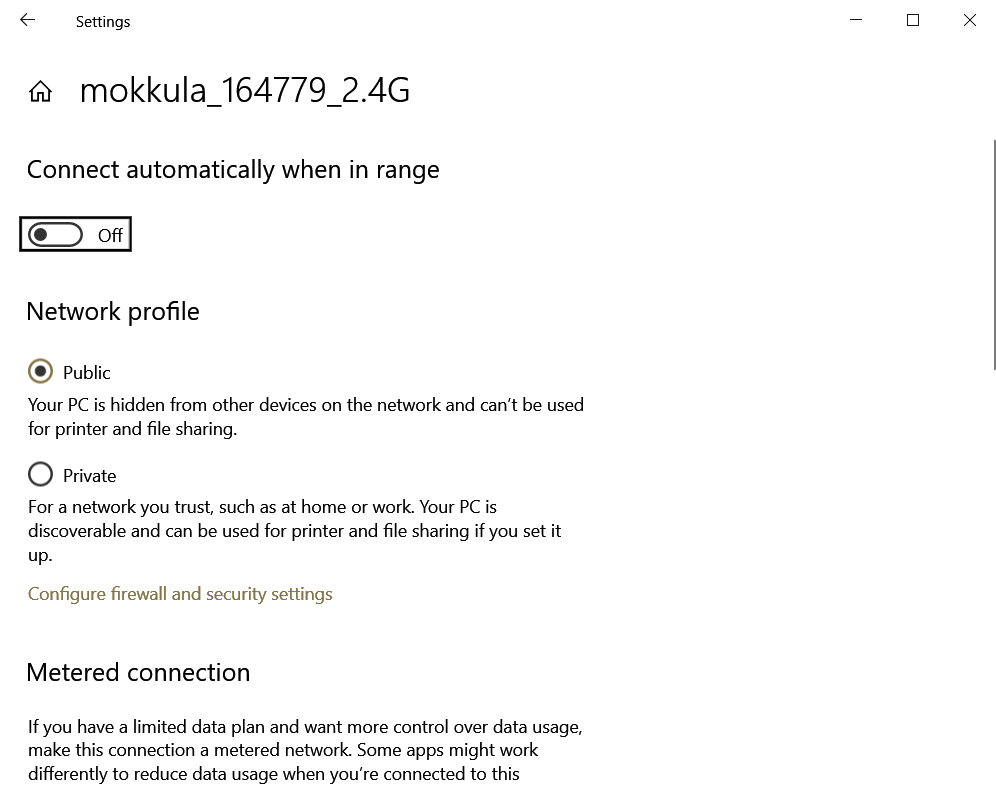 Settings
mokkula_164779_2.4G
Connect automatically when in range
Off
Network profile
Public
Your PC is hidden from other devices on the network and can't be used
for printer and file sharing.
Private
For a network you trust, such as at home or work. Your PC is
discoverable and can be used for printer and file sharing if you set it
up.
Configure firewall and security settings
Metered connection
If you have a limited data plan and want more control over data usage,
make this connection a metered network. Some apps might work
differently to reduce data usage when you're connected to this